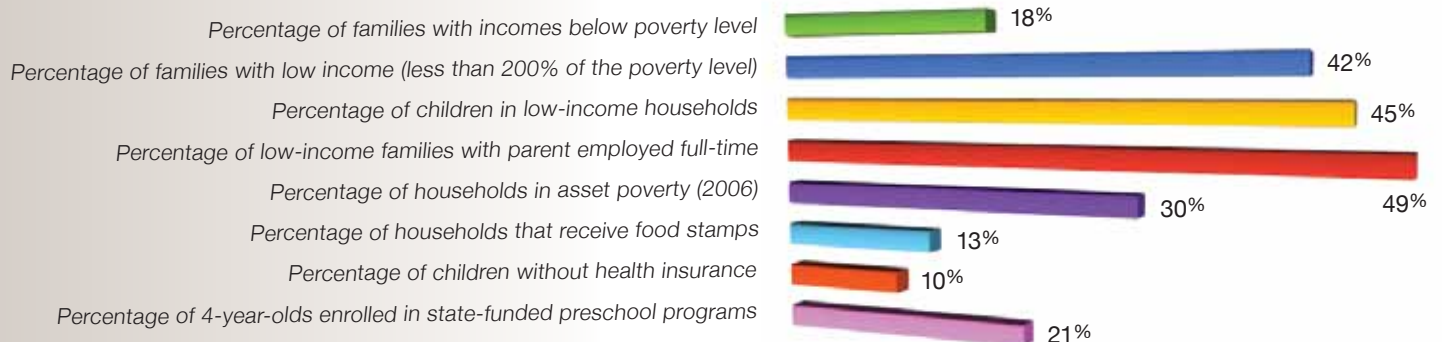 Percentage of families with incomes below poverty level 18%
Percentage of families with low income (less than 200% of the poverty level) 42%
Percentage of children in low-income households 45%
Percentage of low-income families with parent employed full-time 49%
Percentage of households in asset poverty (2006) 30%
Percentage of households that receive food stamps 13%
Percentage of children without health insurance 10%
Percentage of 4-year-olds enrolled in state-funded preschool programs 21%